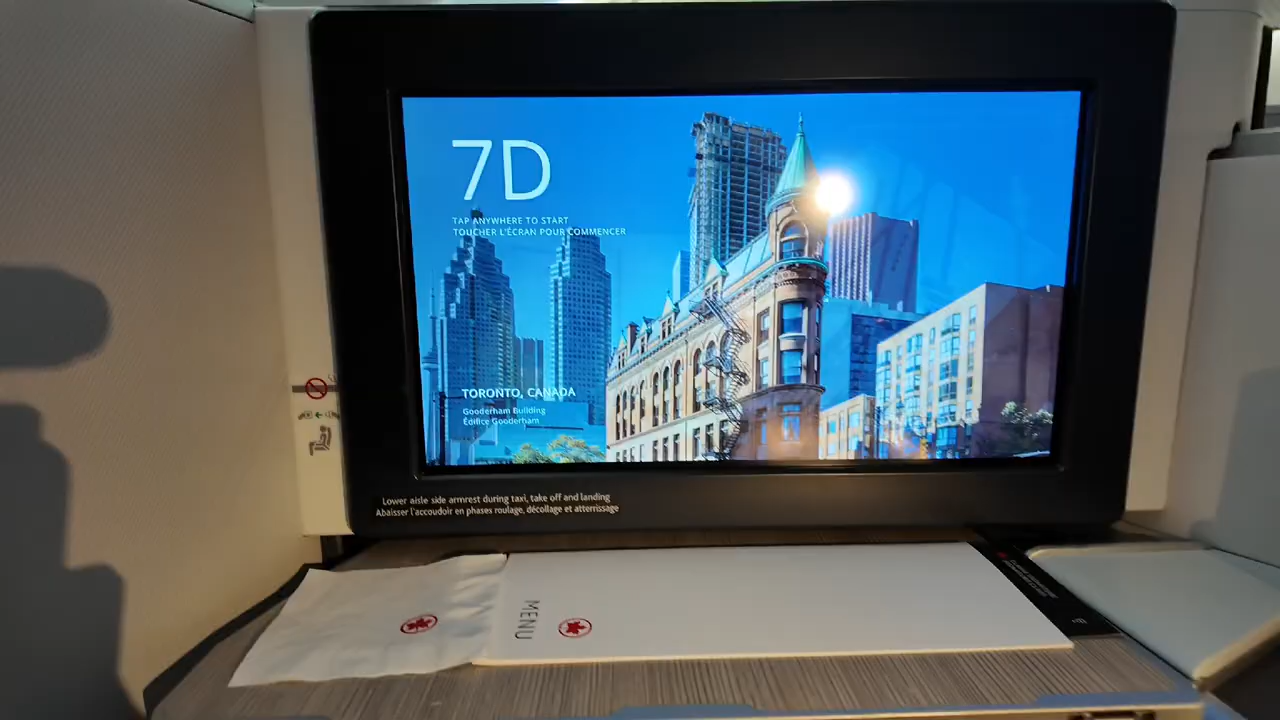 7D
TAP ANYWHERE TO START
TOUCHER L'ÉCRAN POUR COMMENCER
TORONTO, CANADA
Gooderham Building
Édifice Gooderham
Lower aisle side armrest during taxi, take off and landing
Abaisser l'accoudoir en phases roulage, décollage et atterrissage
MENU